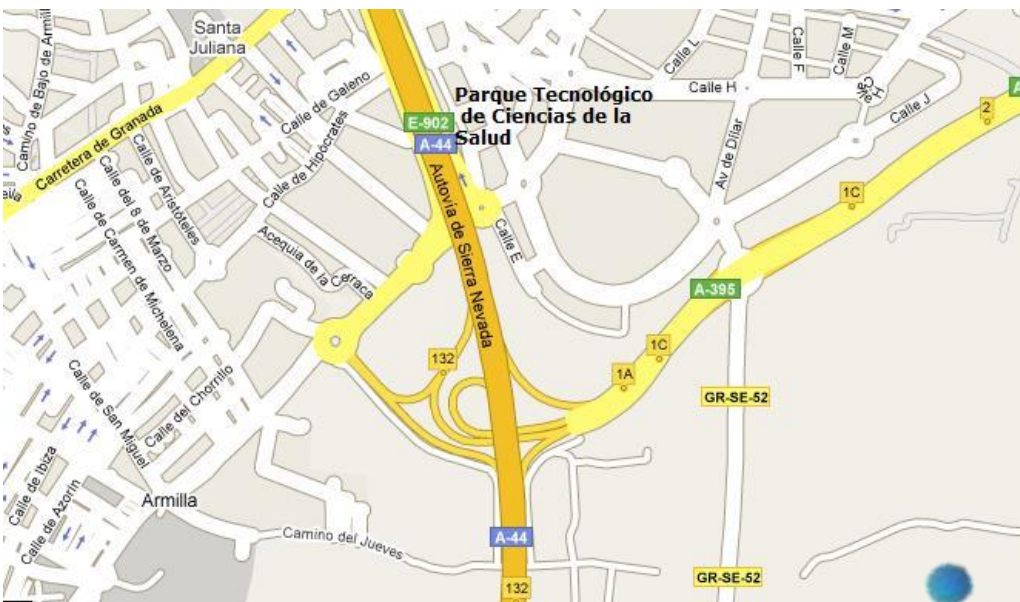 Santa
Juliana
Camino de Bajo de Armill
Carretera de Granada
Calle de Galeno
Calle de Hipócrates
Calle de Aristóteles
Calle del 8 de Marzo
Calle de Carmen de Michelena
Acequia de la Cerraca
Parque Tecnológico
de Ciencias de la
Salud
E-902
A-44
Autovía de Sierra Nevada
Calle E
Calle L
Calle H
Calle F
Calle M
Calle H
Calle J
Av de Dílar
2
1C
A-395
1C
1A
132
GR-SE-52
Calle del Chorrillo
Calle de San Miguel
Calle de Ibiza
Calle de Azorín
Armilla
Camino del Jueves
A-44
132
GR-SE-52